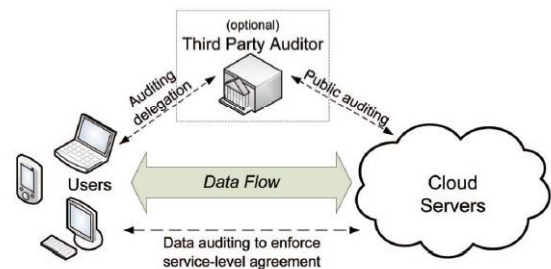 (optional)
Third Party Auditor
Auditing
delegation
Public auditing
Users
Data Flow
Cloud
Servers
Data auditing to enforce
service-level agreement